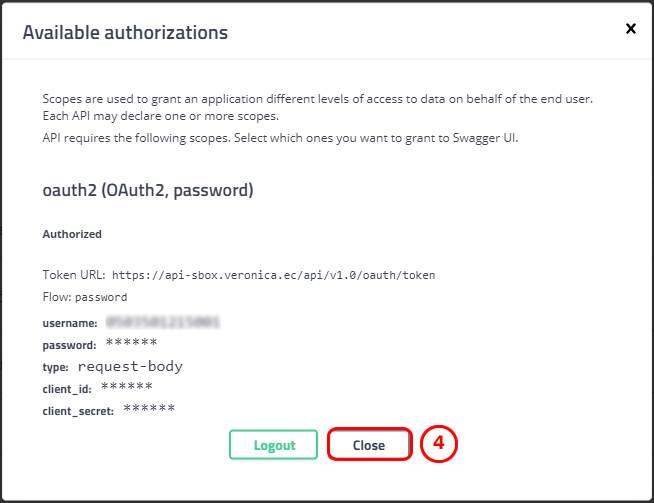 Available authorizations
Scopes are used to grant an application different levels of access to data on behalf of the end user.
Each API may declare one or more scopes.
API requires the following scopes. Select which ones you want to grant to Swagger UI.
oauth2 (OAuth2, password)
Authorized
Token URL: https://api-sbox.veronica.ec/api/v1.0/oauth/token
Flow: password
username:
password: ******
type: request-body
client_id: ******
client_secret: ******
Logout Close 4